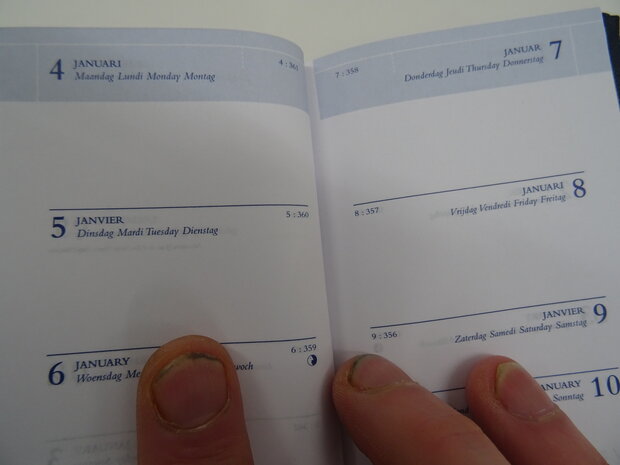 4 JANUARI 4 : 361
Maandag Lundi Monday Montag
5 JANVIER 5 : 360
Dinsdag Mardi Tuesday Dienstag
6 JANUARY 6 : 359
Woensdag
7 : 358 JANUAR 7
Donderdag Jeudi Thursday Donnerstag
8 : 357 JANUARI 8
Vrijdag Vendredi Friday Freitag
9 : 356 JANVIER 9
Zaterdag Samedi Saturday Samstag
10
Sonntag